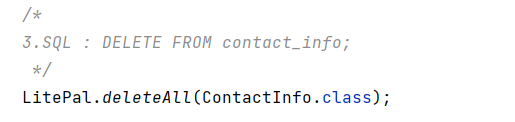 /*
3.SQL : DELETE FROM contact_info;
*/
LitePal.deleteAll(ContactInfo.class);